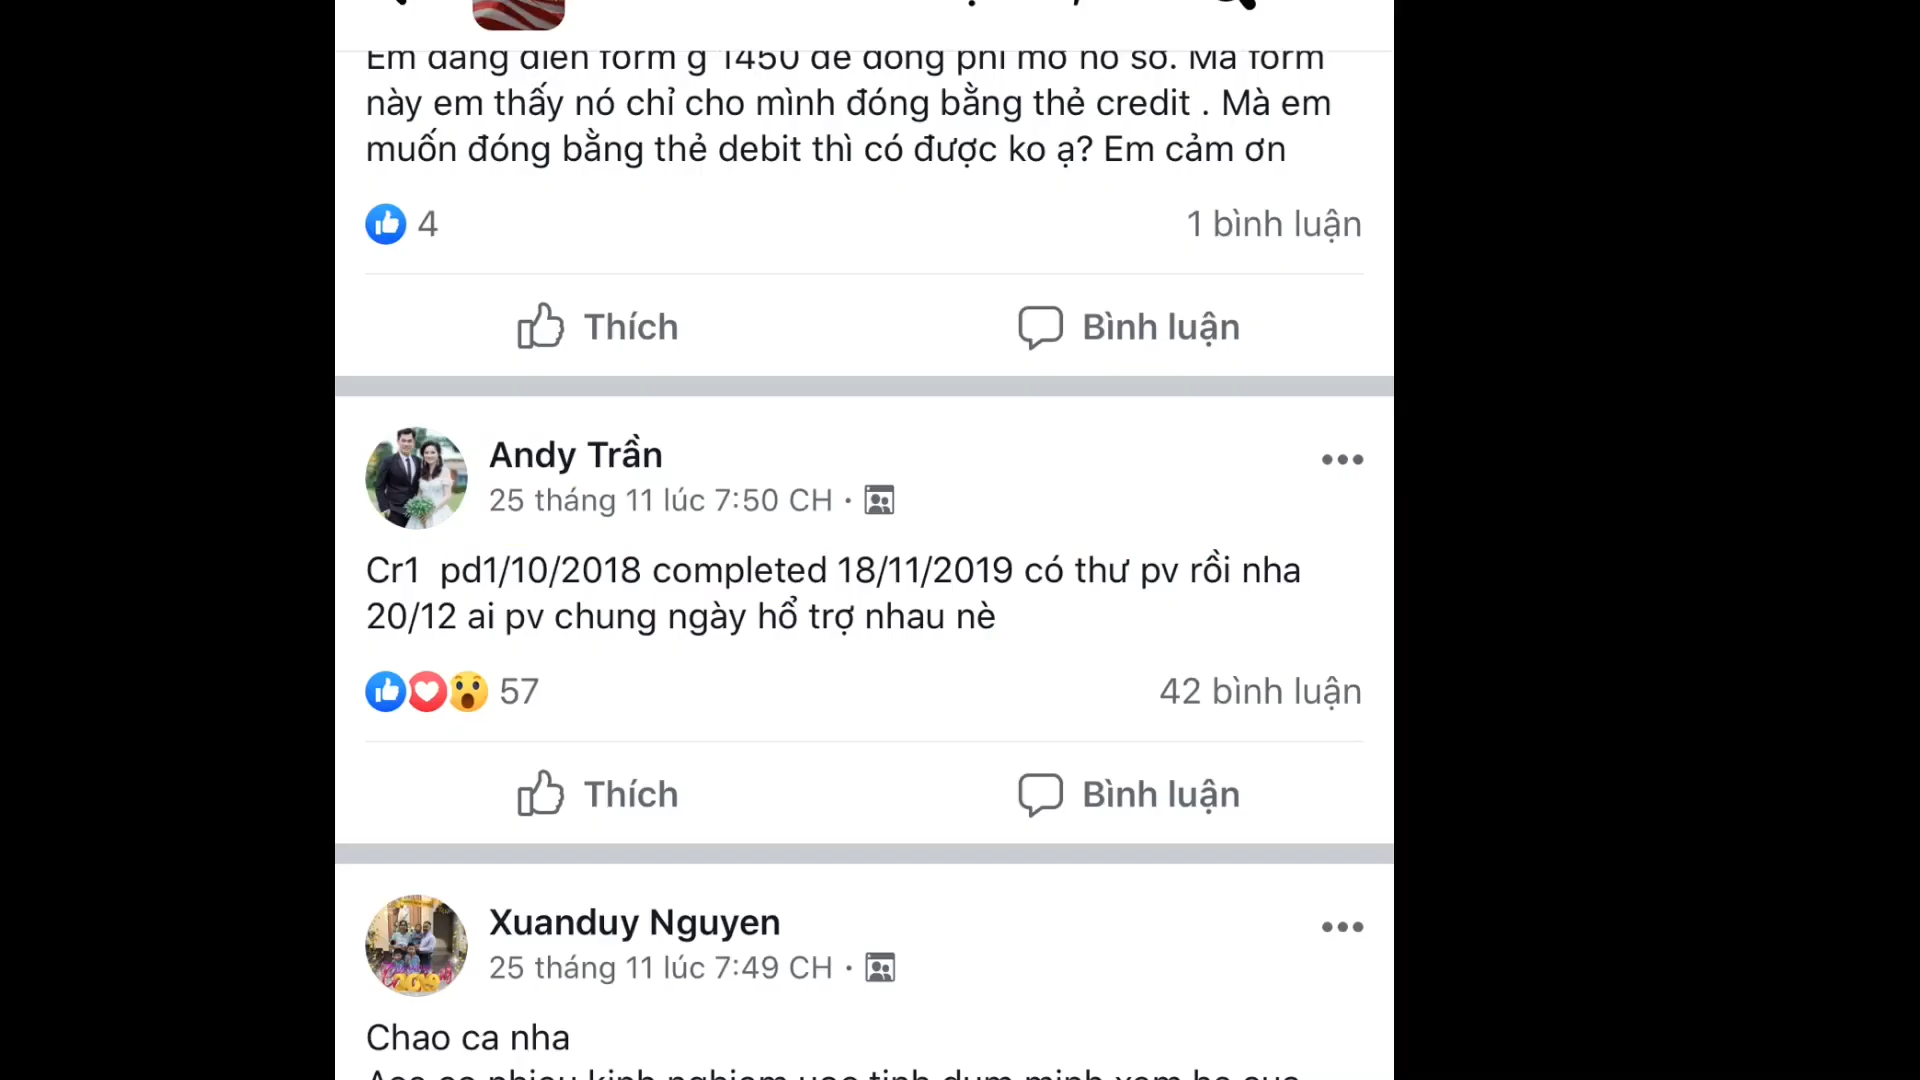 Em đang điền form g 1450 để đóng phí mở hồ sơ. Mà form
này em thấy nó chỉ cho mình đóng bằng thẻ credit . Mà em
muốn đóng bằng thẻ debit thì có được ko ạ? Em cảm ơn
4
1 bình luận
Thích
Bình luận
Andy Trần
25 tháng 11 lúc 7:50 CH ·
Cr1  pd1/10/2018 completed 18/11/2019 có thư pv rồi nha
20/12 ai pv chung ngày hổ trợ nhau nè
57
42 bình luận
Thích
Bình luận
Xuanduy Nguyen
25 tháng 11 lúc 7:49 CH ·
Chao ca nha